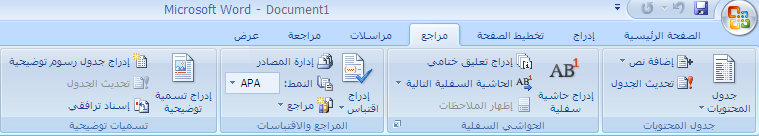 Microsoft Word - Document1
الصفحة الرئيسية
إدراج
تخطيط الصفحة
مراجع
مراسلات
مراجعة
عرض
جدول
المحتويات
إضافة نص
تحديث الجدول
جدول المحتويات
AB1
إدراج حاشية
سفلية
إدراج تعليق ختامي
AB1 الحاشية السفلية التالية
إظهار الملاحظات
الحواشي السفلية
إدراج
اقتباس
إدارة المصادر
النمط: APA
مراجع
المراجع والاقتباسات
إدراج تسمية
توضيحية
إدراج جدول رسوم توضيحية
تحديث الجدول
إسناد ترافقي
تسميات توضيحية